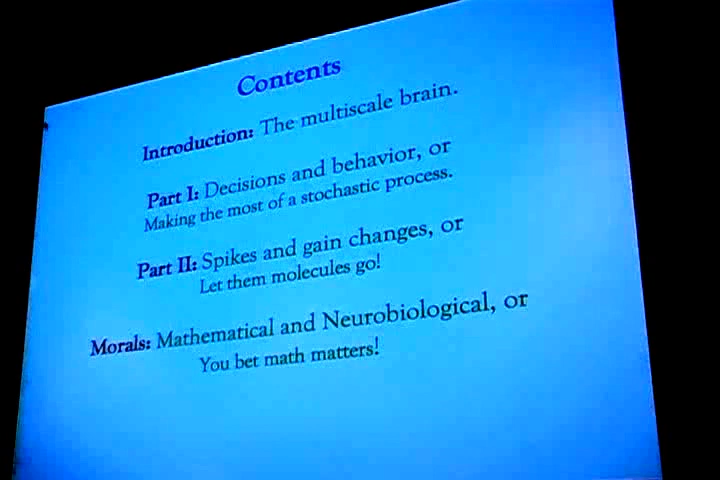 Contents
Introduction: The multiscale brain.
Part I: Decisions and behavior, or
Making the most of a stochastic process.
Part II: Spikes and gain changes, or
Let them molecules go!
Morals: Mathematical and Neurobiological, or
You bet math matters!